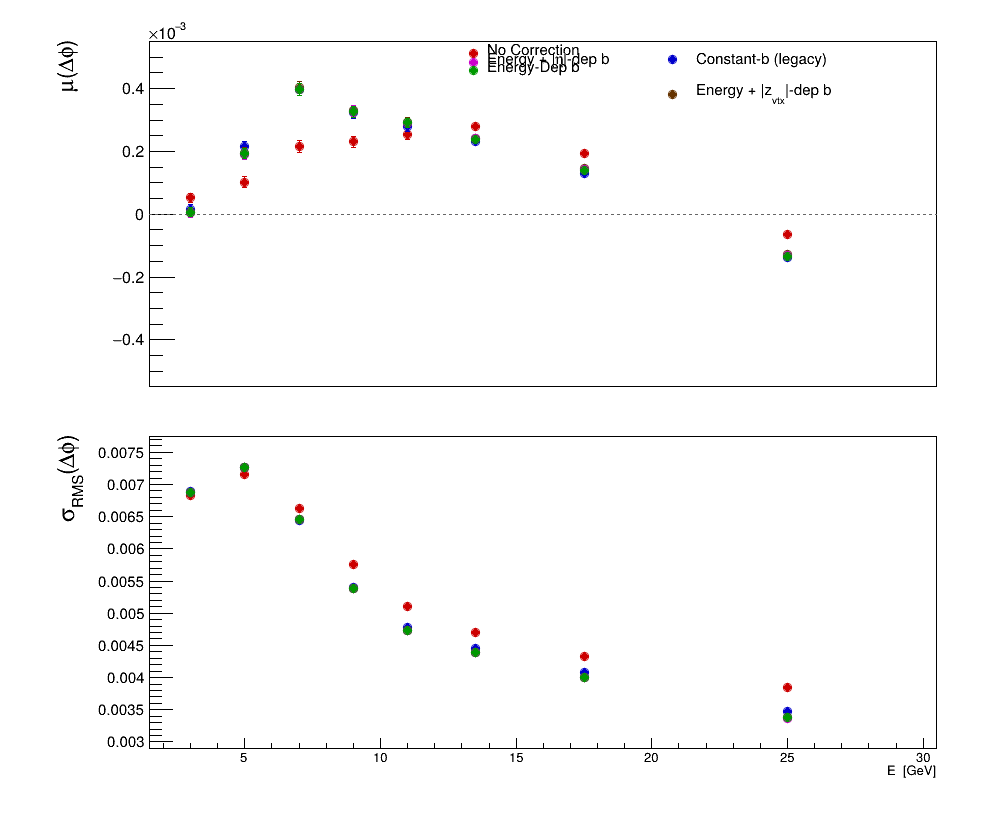 ×10⁻³
μ(Δϕ)
No Correction
Energy + |η|-dep b
Energy-Dep b
Constant-b (legacy)
Energy + |z_vtx|-dep b
0.4
0.2
0
−0.2
−0.4
σ_RMS(Δϕ)
0.0075
0.007
0.0065
0.006
0.0055
0.005
0.0045
0.004
0.0035
0.003
5 10 15 20 25 30
E [GeV]